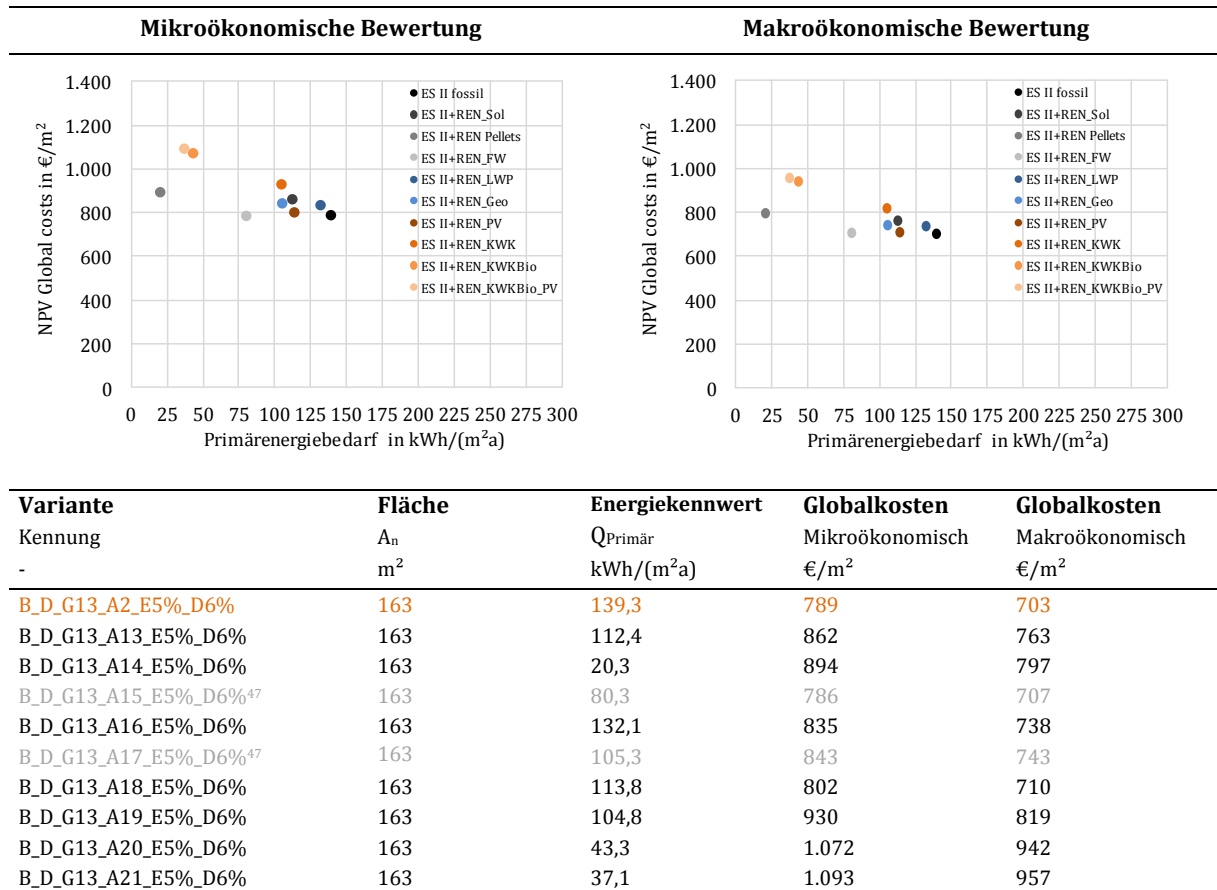 Mikroökonomische Bewertung
Makroökonomische Bewertung
NPV Global costs in €/m²
1.400
1.200
1.000
800
600
400
200
0
0 25 50 75 100 125 150 175 200 225 250 275 300
Primärenergiebedarf in kWh/(m²a)
ES II fossil
ES II+REN_Sol
ES II+REN Pellets
ES II+REN_FW
ES II+REN_LWP
ES II+REN_Geo
ES II+REN_PV
ES II+REN_KWK
ES II+REN_KWKBio
ES II+REN_KWKBio_PV
NPV Global costs in €/m²
1.400
1.200
1.000
800
600
400
200
0
0 25 50 75 100 125 150 175 200 225 250 275 300
Primärenergiebedarf in kWh/(m²a)
ES II fossil
ES II+REN_Sol
ES II+REN Pellets
ES II+REN_FW
ES II+REN_LWP
ES II+REN_Geo
ES II+REN_PV
ES II+REN_KWK
ES II+REN_KWKBio
ES II+REN_KWKBio_PV
Variante Fläche Energiekennwert Globalkosten Globalkosten
Kennung An QPrimär Mikroökonomisch Makroökonomisch
- m² kWh/(m²a) €/m² €/m²
B_D_G13_A2_E5%_D6% 163 139,3 789 703
B_D_G13_A13_E5%_D6% 163 112,4 862 763
B_D_G13_A14_E5%_D6% 163 20,3 894 797
B_D_G13_A15_E5%_D6%⁴⁷ 163 80,3 786 707
B_D_G13_A16_E5%_D6% 163 132,1 835 738
B_D_G13_A17_E5%_D6%⁴⁷ 163 105,3 843 743
B_D_G13_A18_E5%_D6% 163 113,8 802 710
B_D_G13_A19_E5%_D6% 163 104,8 930 819
B_D_G13_A20_E5%_D6% 163 43,3 1.072 942
B_D_G13_A21_E5%_D6% 163 37,1 1.093 957